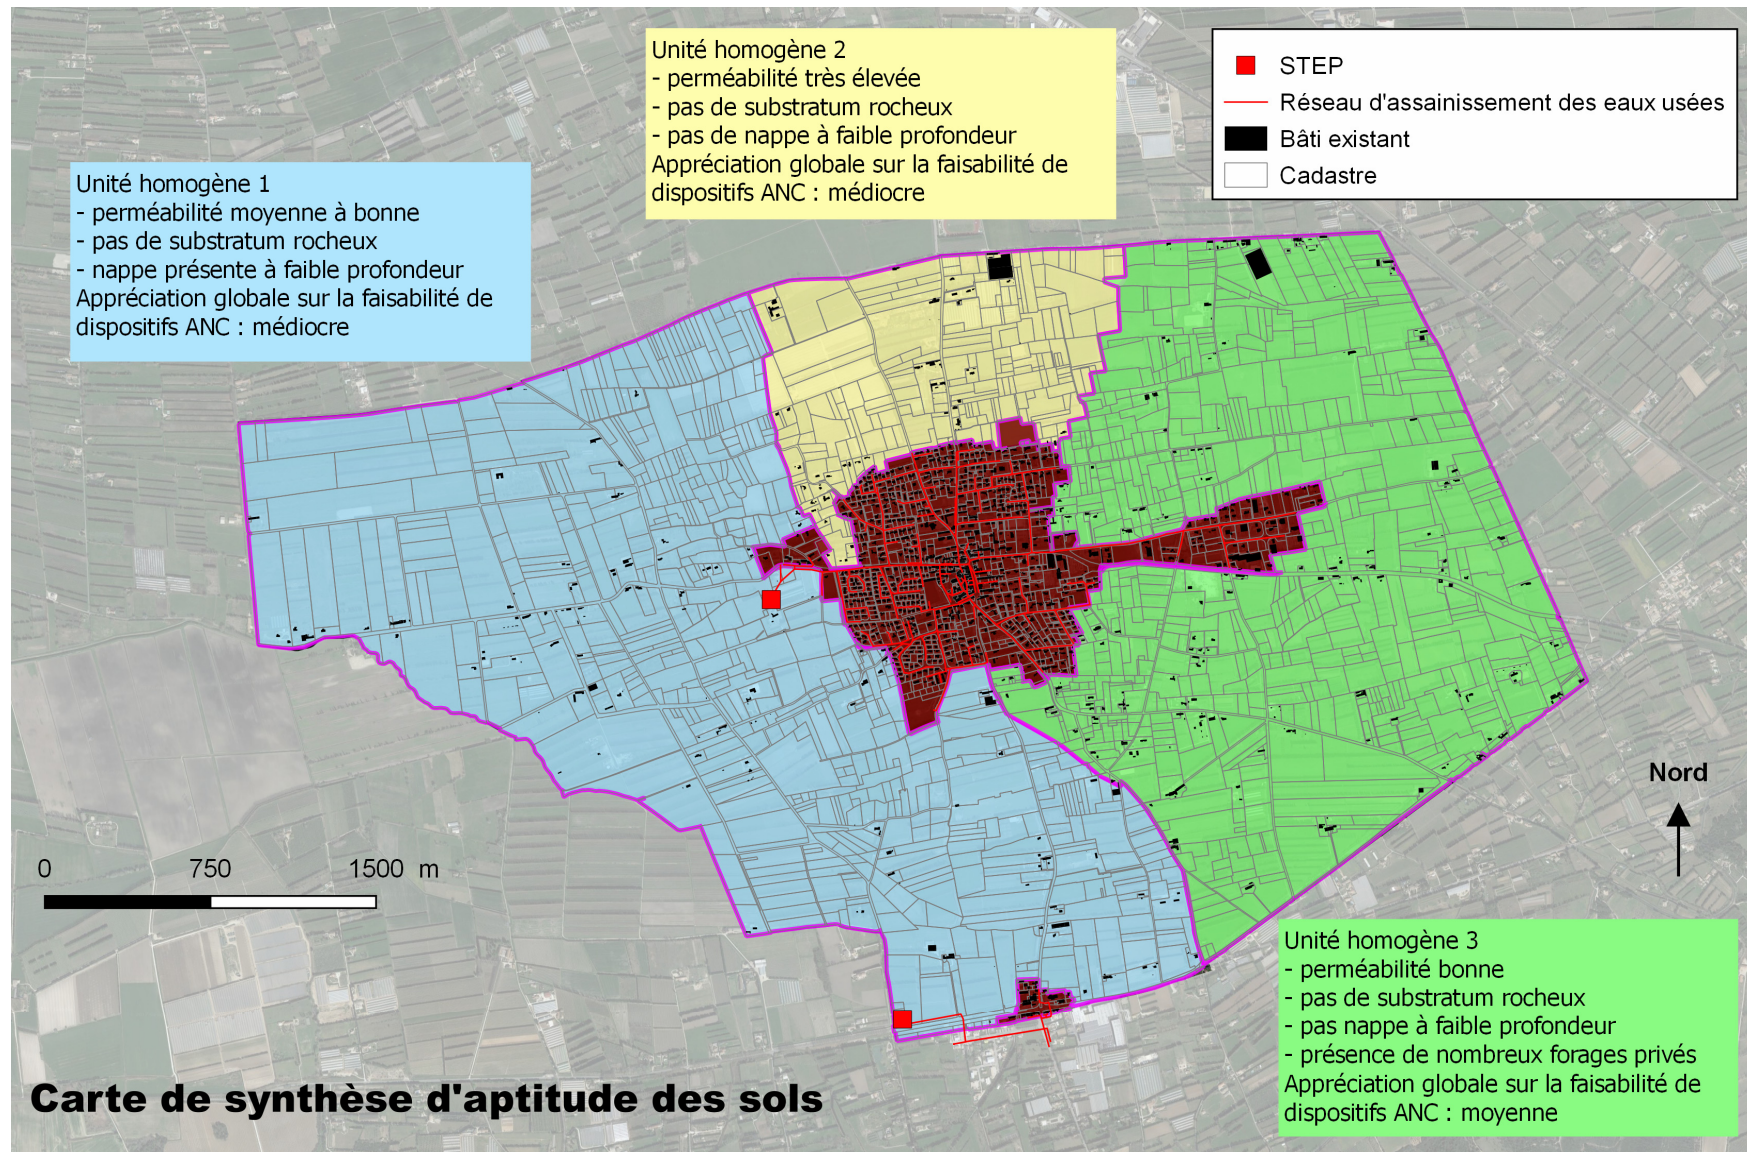 Unité homogène 2
- perméabilité très élevée
- pas de substratum rocheux
- pas de nappe à faible profondeur
Appréciation globale sur la faisabilité de
dispositifs ANC : médiocre
STEP
Réseau d'assainissement des eaux usées
Bâti existant
Cadastre
Unité homogène 1
- perméabilité moyenne à bonne
- pas de substratum rocheux
- nappe présente à faible profondeur
Appréciation globale sur la faisabilité de
dispositifs ANC : médiocre
Nord
0 750 1500 m
Unité homogène 3
- perméabilité bonne
- pas de substratum rocheux
- pas nappe à faible profondeur
- présence de nombreux forages privés
Appréciation globale sur la faisabilité de
dispositifs ANC : moyenne
Carte de synthèse d'aptitude des sols